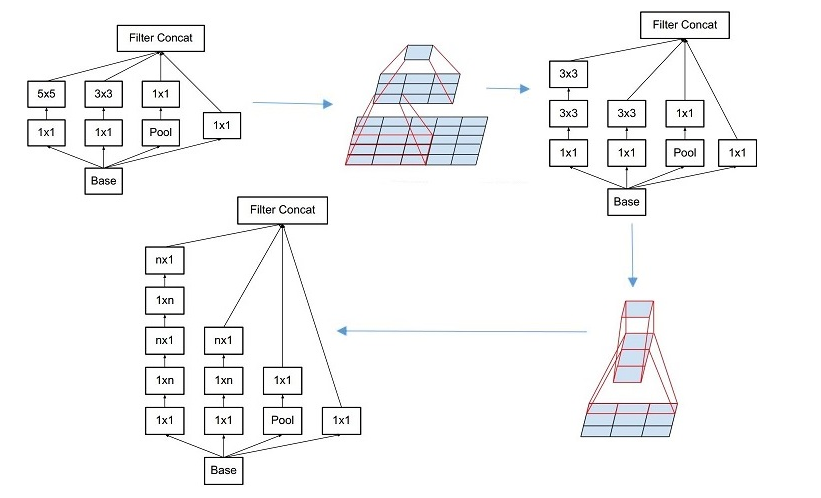 Filter Concat
5x5
3x3
1x1
1x1
1x1
Pool
1x1
Base
Filter Concat
3x3
3x3
3x3
1x1
1x1
1x1
Pool
1x1
Base
Filter Concat
nx1
1xn
nx1
nx1
1xn
1xn
1x1
1x1
1x1
Pool
1x1
Base